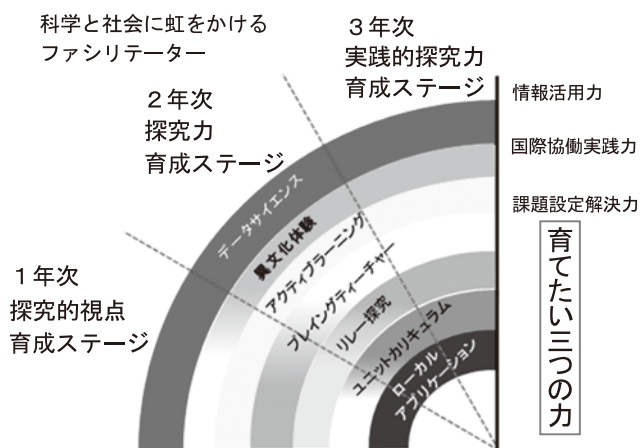 科学と社会に虹をかける
ファシリテーター
3年次
実践的探究力
育成ステージ
2年次
探究力
育成ステージ
1年次
探究的視点
育成ステージ
データサイエンス
異文化体験
アクティブラーニング
プレイングティーチャー
リレー探究
ユニットカリキュラム
ローカル
アプリケーション
情報活用力
国際協働実践力
課題設定解決力
育てたい三つの力